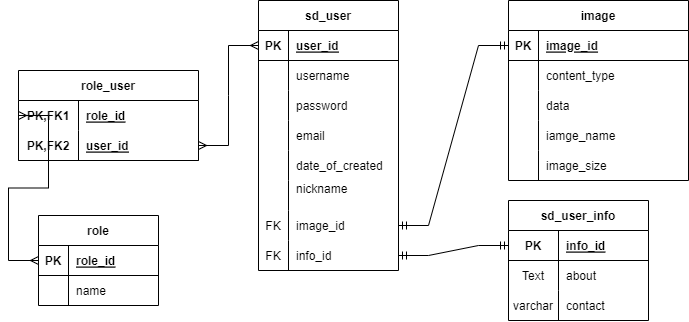 role_user
PK,FK1 role_id
PK,FK2 user_id
role
PK role_id
name
sd_user
PK user_id
username
password
email
date_of_created
nickname
FK image_id
FK info_id
image
PK image_id
content_type
data
iamge_name
image_size
sd_user_info
PK info_id
Text about
varchar contact